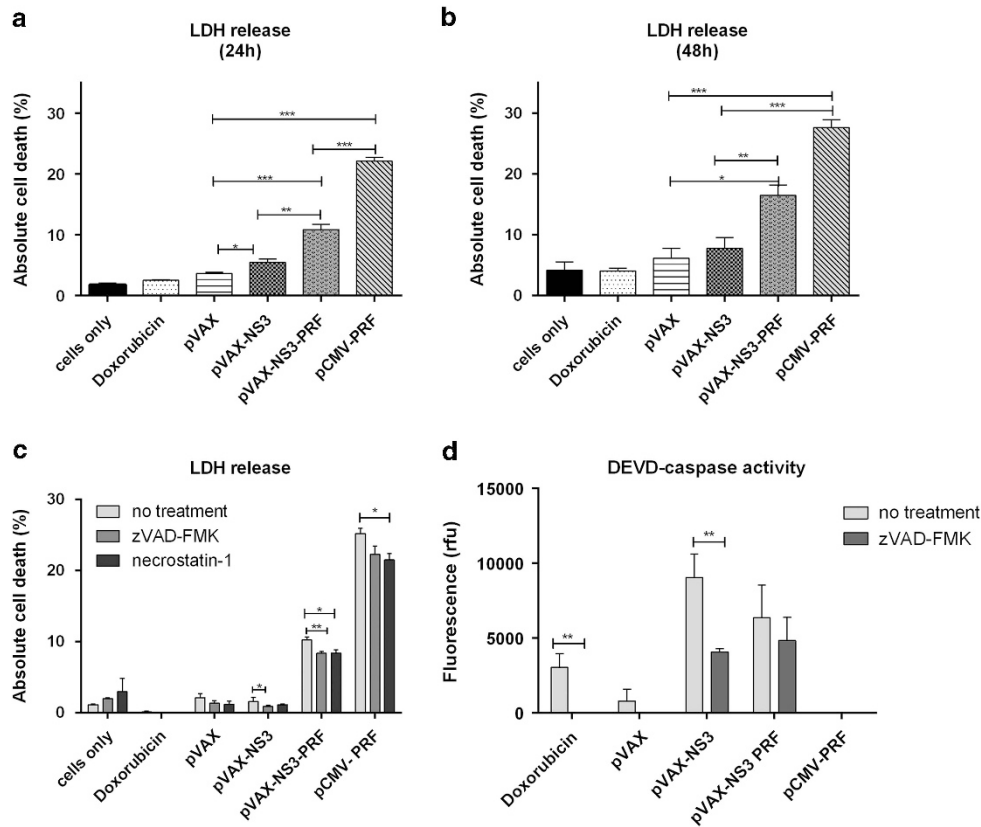 a
LDH release
(24h)
Absolute cell death (%)
30
20
10
0
***
***
***
**
*
cells only
Doxorubicin
pVAX
pVAX-NS3
pVAX-NS3-PRF
pCMV-PRF
b
LDH release
(48h)
Absolute cell death (%)
30
20
10
0
***
***
**
*
cells only
Doxorubicin
pVAX
pVAX-NS3
pVAX-NS3-PRF
pCMV-PRF
c
LDH release
Absolute cell death (%)
30
20
10
0
no treatment
zVAD-FMK
necrostatin-1
*
*
**
*
cells only
Doxorubicin
pVAX
pVAX-NS3
pVAX-NS3-PRF
pCMV- PRF
d
DEVD-caspase activity
Fluorescence (rfu)
15000
10000
5000
0
no treatment
zVAD-FMK
**
**
Doxorubicin
pVAX
pVAX-NS3
pVAX-NS3 PRF
pCMV-PRF